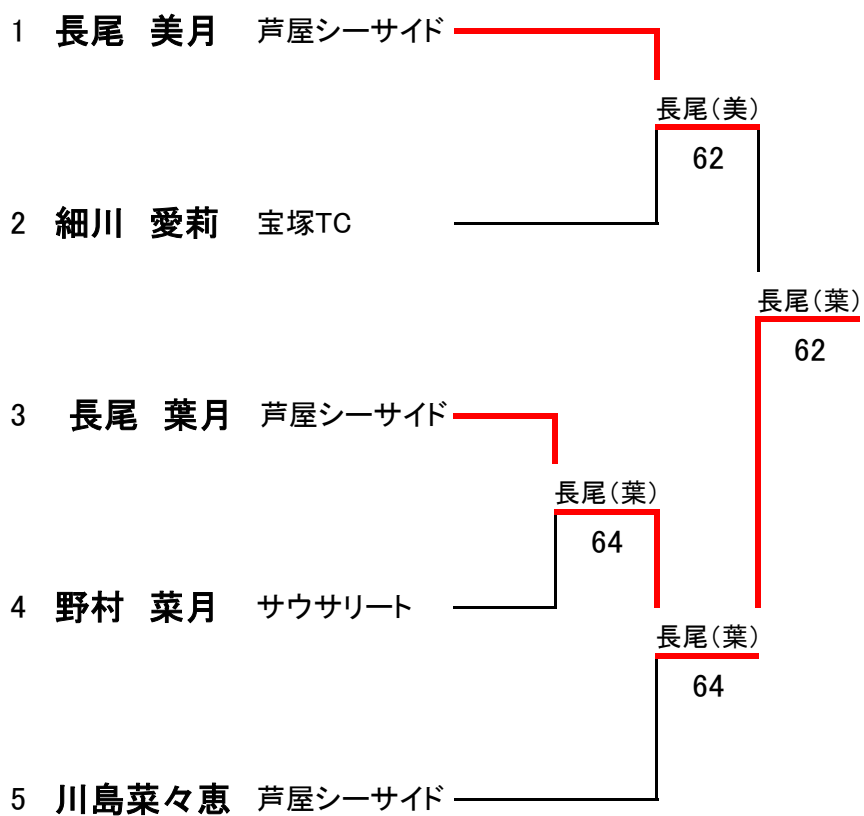 1 長尾 美月 芦屋シーサイド
長尾(美)
62
2 細川 愛莉 宝塚TC
長尾(葉)
62
3 長尾 葉月 芦屋シーサイド
長尾(葉)
64
4 野村 菜月 サウサリート
長尾(葉)
64
5 川島菜々恵 芦屋シーサイド